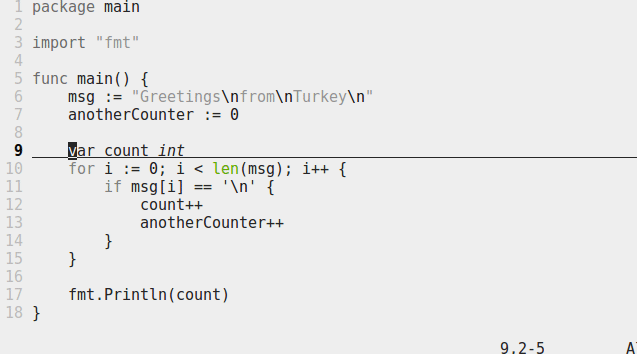 1 package main
2
3 import "fmt"
4
5 func main() {
6     msg := "Greetings\nfrom\nTurkey\n"
7     anotherCounter := 0
8
9     var count int
10     for i := 0; i < len(msg); i++ {
11         if msg[i] == '\n' {
12             count++
13             anotherCounter++
14         }
15     }
16
17     fmt.Println(count)
18 }
9.2-5